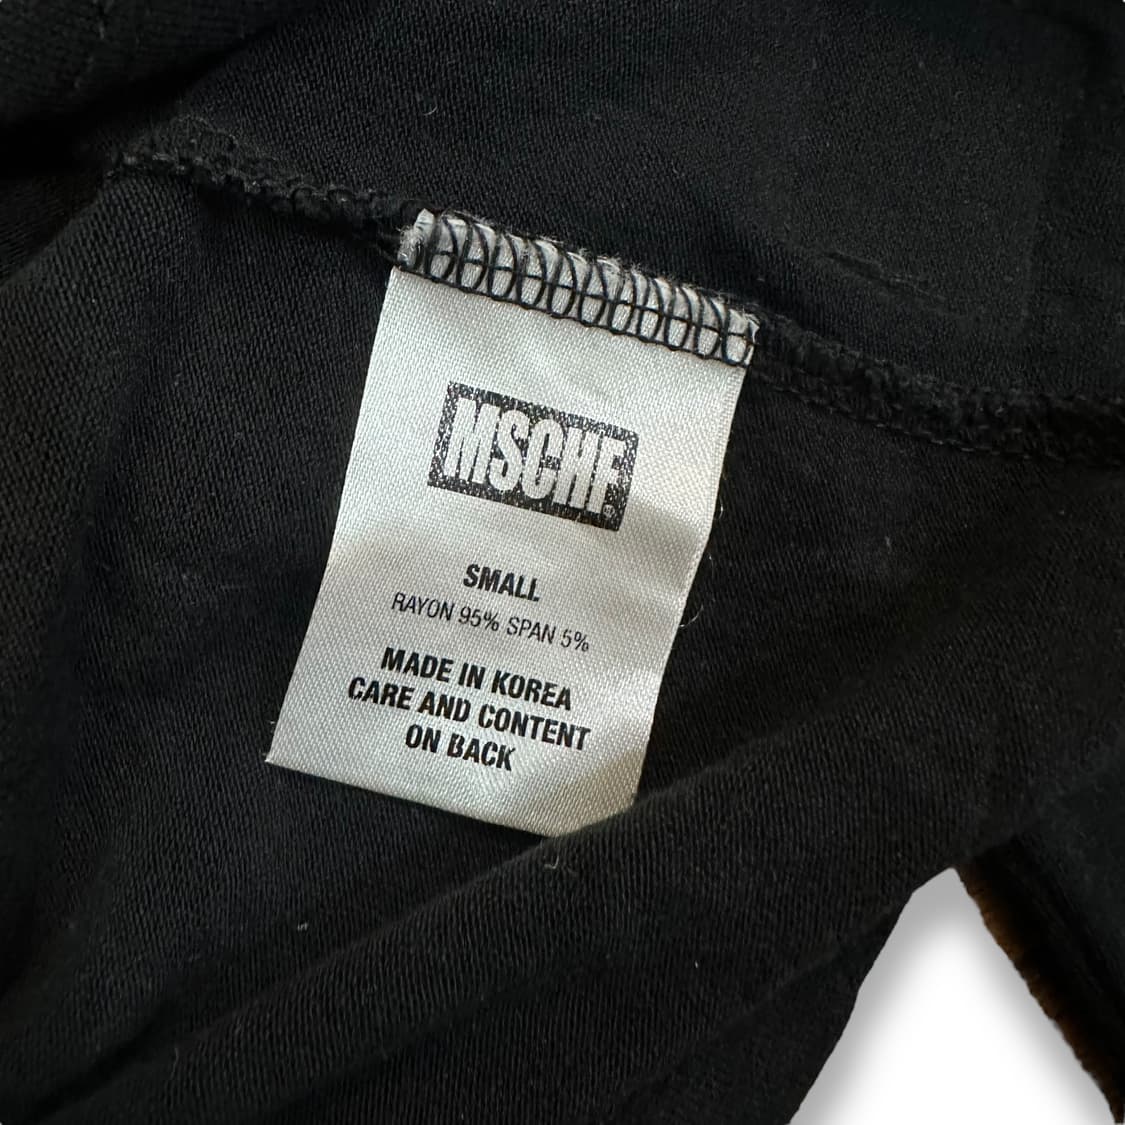 MSCHF
SMALL
RAYON 95% SPAN 5%
MADE IN KOREA
CARE AND CONTENT
ON BACK